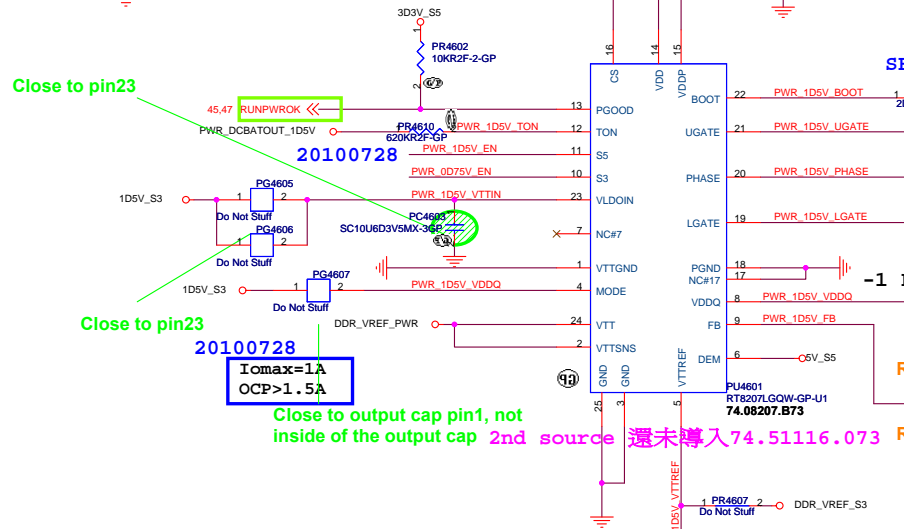 3D3V_S5
1
PR4602
10KR2F-2-GP
2
GP
Close to pin23
45,47 RUNPWROK
PWR_DCBATOUT_1D5V
PR4610
620KR2F-GP
PWR_1D5V_TON
20100728
PWR_1D5V_EN
PWR_0D75V_EN
1D5V_S3
1 PG4605 2
Do Not Stuff
PG4606
1 2
Do Not Stuff
PWR_1D5V_VTTIN
PC4603
SC10U6D3V5MX-3GP
PG4607
1D5V_S3
1 2
Do Not Stuff
PWR_1D5V_VDDQ
Close to pin23
DDR_VREF_PWR
20100728
Iomax=1A
OCP>1.5A
Close to output cap pin1, not
inside of the output cap
2nd source 還未導入74.51116.073
16 14 15
CS VDD VDDP
13 PGOOD
12 TON
11 S5
10 S3
23 VLDOIN
7 NC#7
1 VTTGND
4 MODE
24 VTT
2 VTTSNS
GND GND VTTREF
25 3 5
BOOT 22 PWR_1D5V_BOOT 1
UGATE 21 PWR_1D5V_UGATE
PHASE 20 PWR_1D5V_PHASE
LGATE 19 PWR_1D5V_LGATE
PGND 18
NC#17 17
VDDQ 8 PWR_1D5V_VDDQ
FB 9 PWR_1D5V_FB
DEM 6 5V_S5
GP
PU4601
RT8207LGQW-GP-U1
74.08207.B73
1D5V_VTTREF
1 PR4607 2
Do Not Stuff
DDR_VREF_S3
-1
R
R